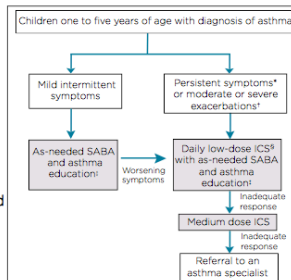 Children one to five years of age with diagnosis of asthma
Mild intermittent
symptoms
Persistent symptoms*
or moderate or severe
exacerbations†
As-needed SABA
and asthma
education‡
Worsening
symptoms
Daily low-dose ICS§
with as-needed SABA
and asthma
education‡
Inadequate
response
Medium dose ICS
Inadequate
response
Referral to an
asthma specialist